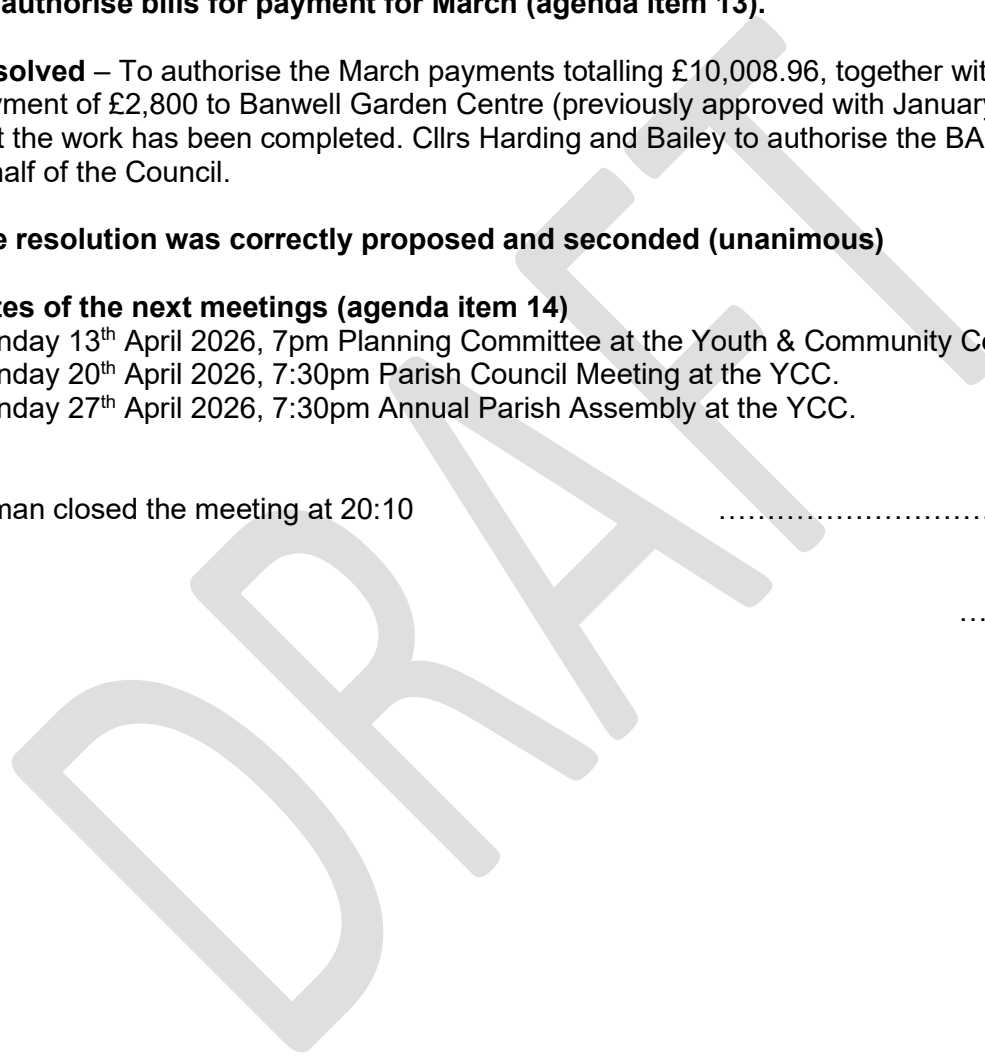 authorise bills for payment for March (agenda item 13).
solved – To authorise the March payments totalling £10,008.96, together wit
yment of £2,800 to Banwell Garden Centre (previously approved with January
t the work has been completed. Cllrs Harding and Bailey to authorise the BA
half of the Council.
e resolution was correctly proposed and seconded (unanimous)
tes of the next meetings (agenda item 14)
nday 13th April 2026, 7pm Planning Committee at the Youth & Community Ce
nday 20th April 2026, 7:30pm Parish Council Meeting at the YCC.
nday 27th April 2026, 7:30pm Annual Parish Assembly at the YCC.
man closed the meeting at 20:10 ……………………….
…
DRAFT